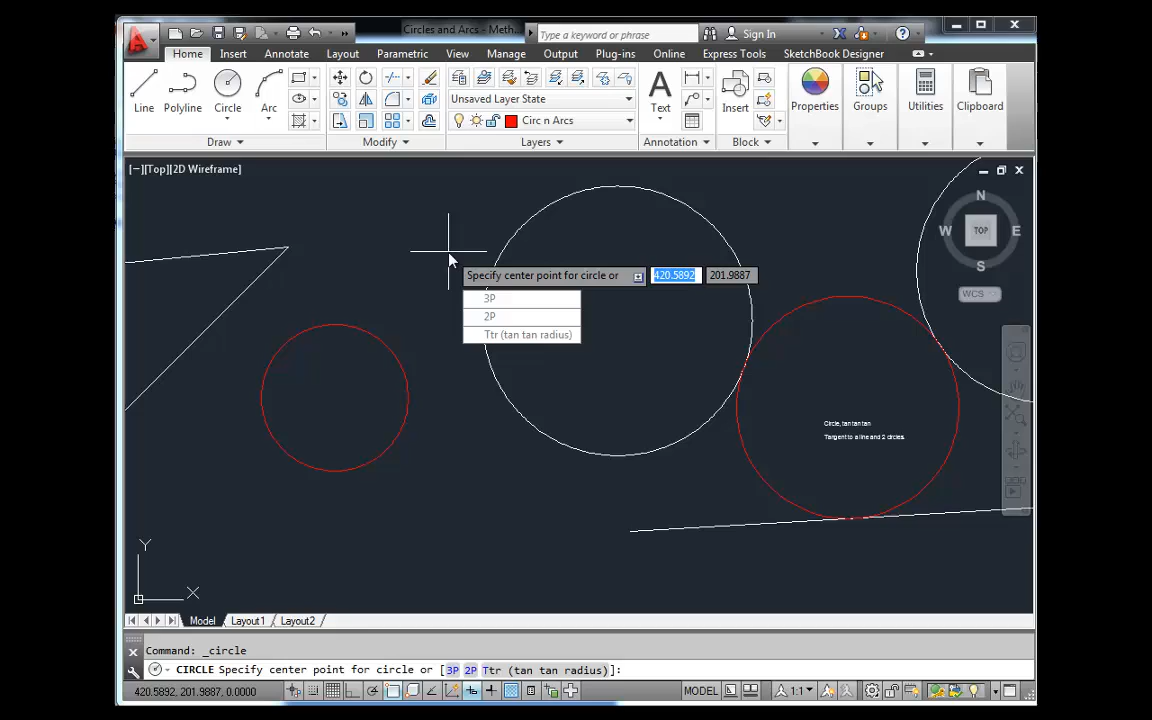 Circles and Arcs - Meth...
Type a keyword or phrase
Sign In
Home Insert Annotate Layout Parametric View Manage Output Plug-ins Online Express Tools SketchBook Designer
Line Polyline Circle Arc
Unsaved Layer State
Circ n Arcs
Text Insert Properties Groups Utilities Clipboard
Draw Modify Layers Annotation Block
[−][Top][2D Wireframe]
N
W TOP E
S
WCS
Specify center point for circle or 420.5892 201.9887
3P
2P
Ttr (tan tan radius)
Circle, tan tan tan
Tangent to a line and 2 circles.
Y
X
Model Layout1 Layout2
Command: _circle
CIRCLE Specify center point for circle or [3P 2P Ttr (tan tan radius)]:
420.5892, 201.9887, 0.0000 MODEL 1:1